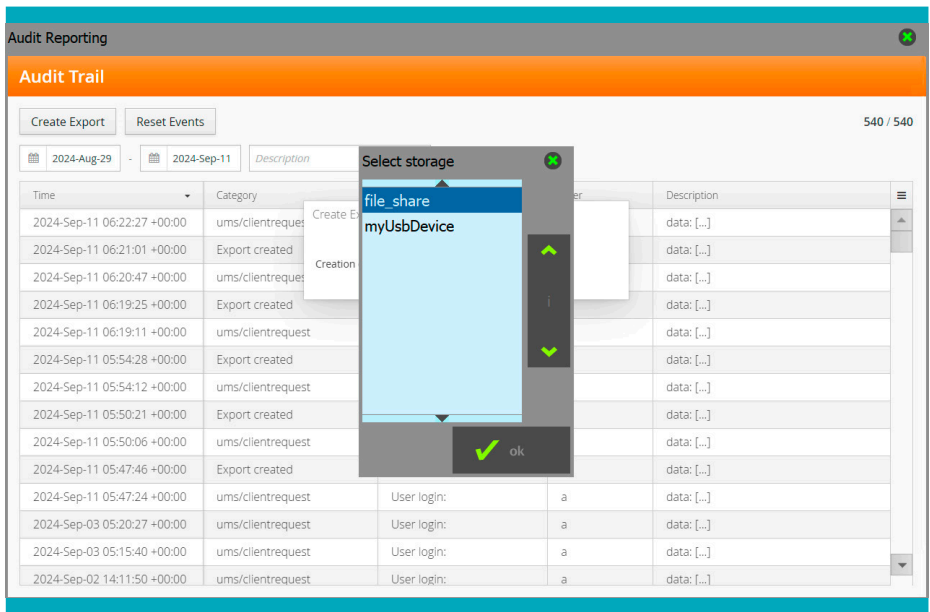 Audit Reporting
Audit Trail
Create Export Reset Events 540 / 540
2024-Aug-29 - 2024-Sep-11 Description
Select storage
file_share
myUsbDevice
i
ok
Create Ex
Creation
Time Category er Description
2024-Sep-11 06:22:27 +00:00 ums/clientreques data: [...]
2024-Sep-11 06:21:01 +00:00 Export created data: [...]
2024-Sep-11 06:20:47 +00:00 ums/clientreques data: [...]
2024-Sep-11 06:19:25 +00:00 Export created data: [...]
2024-Sep-11 06:19:11 +00:00 ums/clientrequest data: [...]
2024-Sep-11 05:54:28 +00:00 Export created data: [...]
2024-Sep-11 05:54:12 +00:00 ums/clientrequest data: [...]
2024-Sep-11 05:50:21 +00:00 Export created data: [...]
2024-Sep-11 05:50:06 +00:00 ums/clientrequest data: [...]
2024-Sep-11 05:47:46 +00:00 Export created data: [...]
2024-Sep-11 05:47:24 +00:00 ums/clientrequest User login: a data: [...]
2024-Sep-03 05:20:27 +00:00 ums/clientrequest User login: a data: [...]
2024-Sep-03 05:15:40 +00:00 ums/clientrequest User login: a data: [...]
2024-Sep-02 14:11:50 +00:00 ums/clientrequest User login: a data: [...]